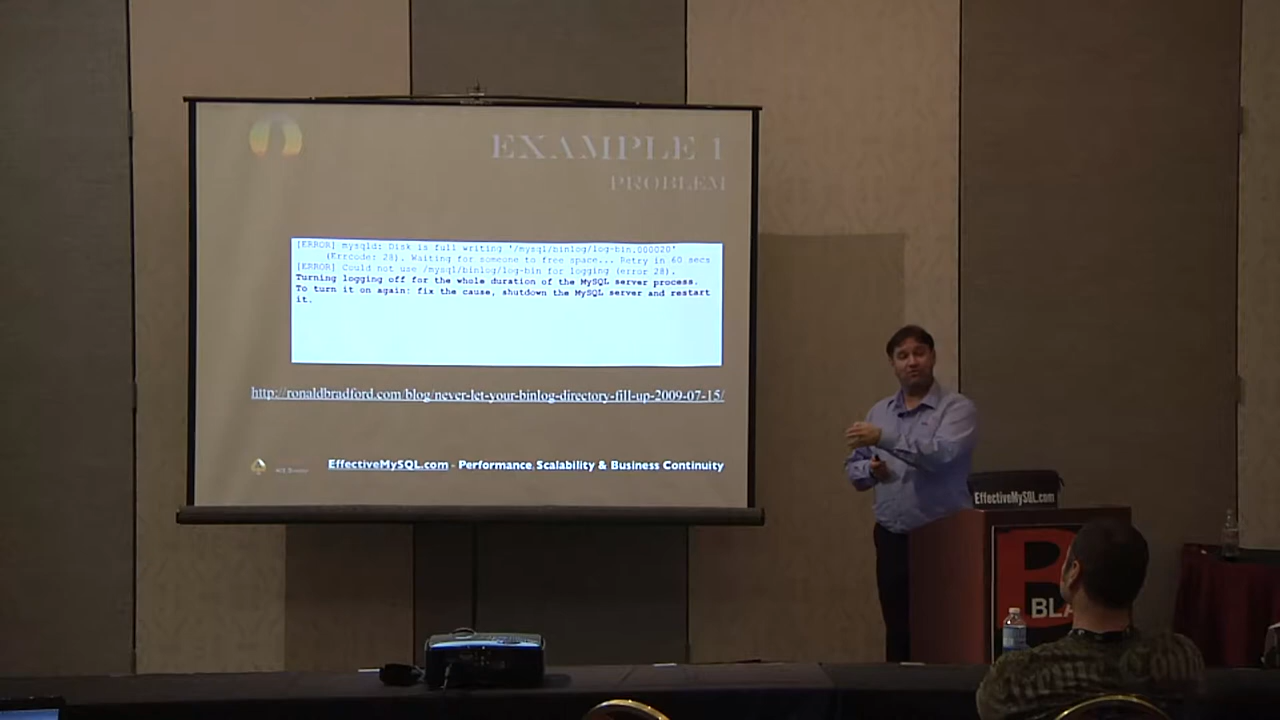 EXAMPLE 1
PROBLEM
[ERROR] mysqld: Disk is full writing '/mysql/binlog/log-bin.000020'
(Errcode: 28). Waiting for someone to free space... Retry in 60 secs
[ERROR] Could not use /mysql/binlog/log-bin for logging (error 28).
Turning logging off for the whole duration of the MySQL server process.
To turn it on again: fix the cause, shutdown the MySQL server and restart
it.
http://ronaldbradford.com/blog/never-let-your-binlog-directory-fill-up-2009-07-15/
EffectiveMySQL.com - Performance, Scalability & Business Continuity
EffectiveMySQL.com
B
BLA